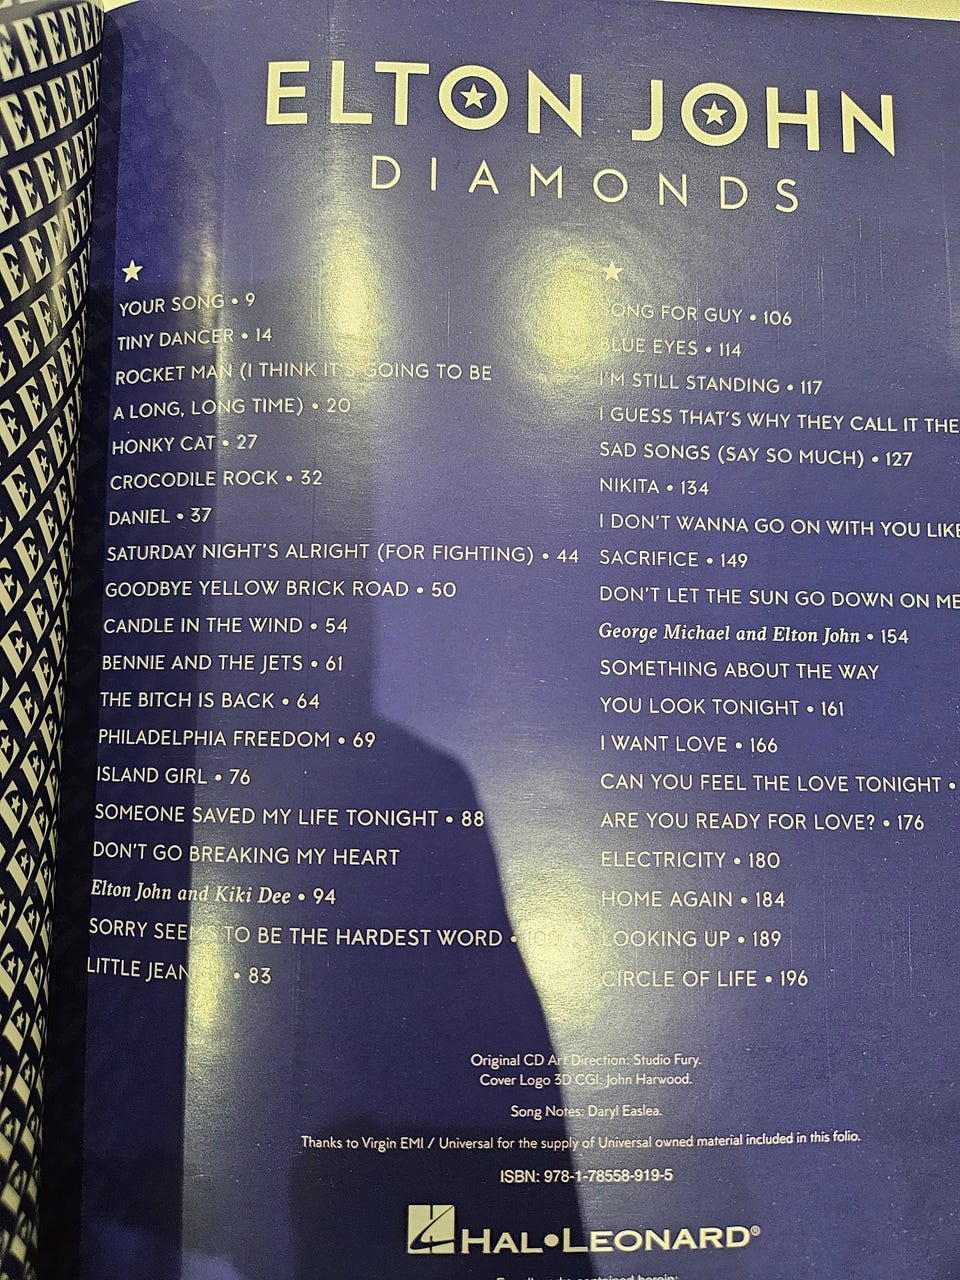 ELTON JOHN
DIAMONDS
YOUR SONG • 9
TINY DANCER • 14
ROCKET MAN (I THINK IT'S GOING TO BE
A LONG, LONG TIME) • 20
HONKY CAT • 27
CROCODILE ROCK • 32
DANIEL • 37
SATURDAY NIGHT'S ALRIGHT (FOR FIGHTING) • 44
GOODBYE YELLOW BRICK ROAD • 50
CANDLE IN THE WIND • 54
BENNIE AND THE JETS • 61
THE BITCH IS BACK • 64
PHILADELPHIA FREEDOM • 69
ISLAND GIRL • 76
SOMEONE SAVED MY LIFE TONIGHT • 88
DON'T GO BREAKING MY HEART
Elton John and Kiki Dee • 94
SORRY SEEMS TO BE THE HARDEST WORD •
LITTLE • 83
SONG FOR GUY • 106
BLUE EYES • 114
I'M STILL STANDING • 117
I GUESS THAT'S WHY THEY CALL IT THE
SAD SONGS (SAY SO MUCH) • 127
NIKITA • 134
I DON'T WANNA GO ON WITH YOU LIKE
SACRIFICE • 149
DON'T LET THE SUN GO DOWN ON ME
George Michael and Elton John • 154
SOMETHING ABOUT THE WAY
YOU LOOK TONIGHT • 161
I WANT LOVE • 166
CAN YOU FEEL THE LOVE TONIGHT •
ARE YOU READY FOR LOVE? • 176
ELECTRICITY • 180
HOME AGAIN • 184
LOOKING UP • 189
CIRCLE OF LIFE • 196
Original CD Art Direction: Studio Fury.
Cover Logo 3D CGI: John Harwood.
Song Notes: Daryl Easlea.
Thanks to Virgin EMI / Universal for the supply of Universal owned material included in this folio.
ISBN: 978-1-78558-919-5
HAL•LEONARD®